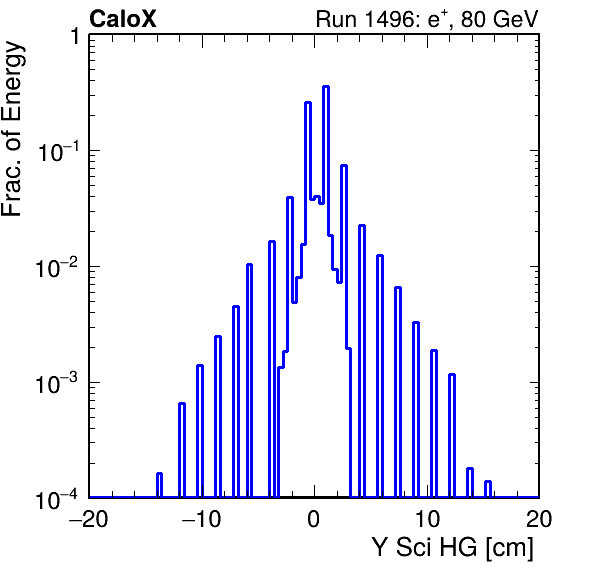 CaloX Run 1496: e⁺, 80 GeV
Frac. of Energy
1
10⁻¹
10⁻²
10⁻³
10⁻⁴
−20 −10 0 10 20
Y Sci HG [cm]